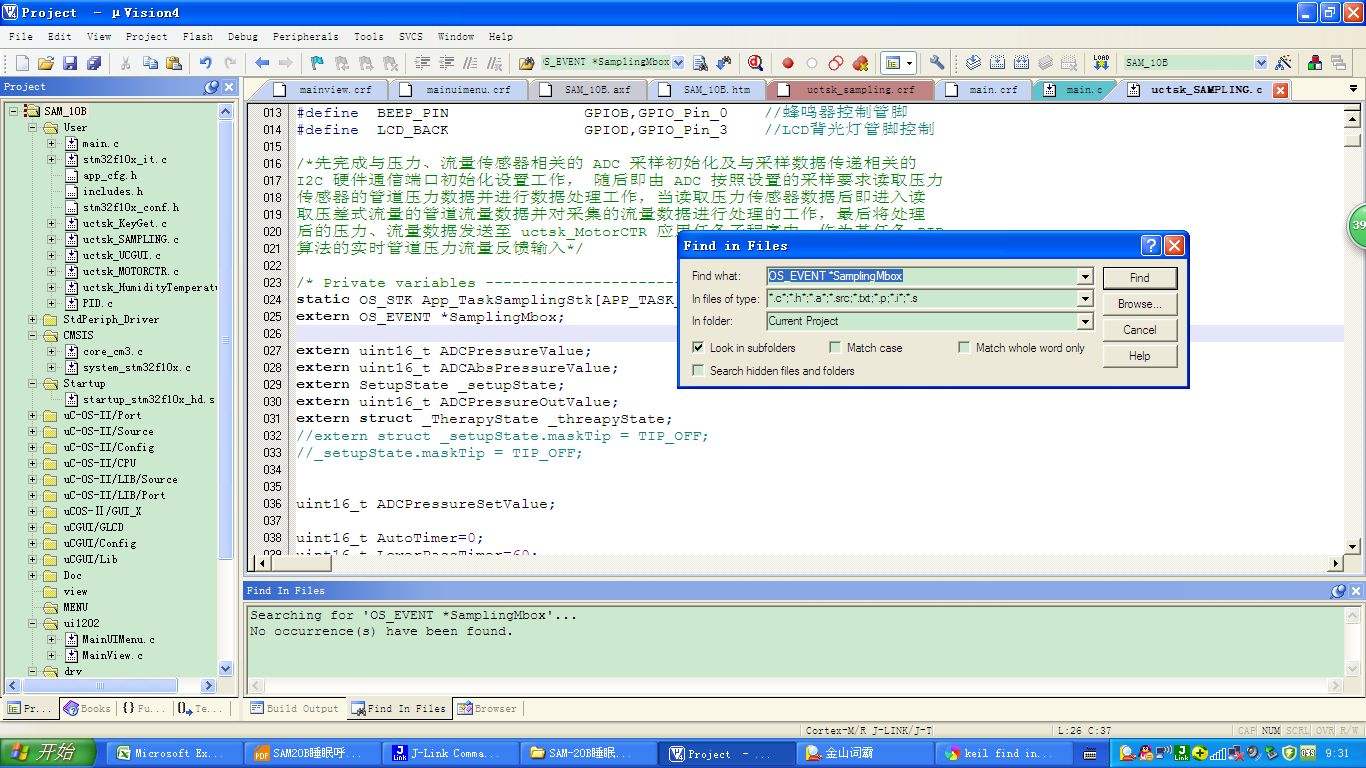 Project - µVision4
File Edit View Project Flash Debug Peripherals Tools SVCS Window Help
S_EVENT *SamplingMbox
LOAD
SAM_10B
Project
mainview.crf mainuimenu.crf SAM_10B.axf SAM_10B.htm uctsk_sampling.crf main.crf main.c uctsk_SAMPLING.c
SAM_10B
User
main.c
stm32f10x_it.c
app_cfg.h
includes.h
stm32f10x_conf.h
uctsk_KeyGet.c
uctsk_SAMPLING.c
uctsk_UCGUI.c
uctsk_MOTORCTR.c
uctsk_HumidityTemperatu
PID.c
StdPeriph_Driver
CMSIS
core_cm3.c
system_stm32f10x.c
Startup
startup_stm32f10x_hd.s
uC-OS-II/Port
uC-OS-II/Source
uC-OS-II/Config
uC-OS-II/CPU
uC-OS-II/LIB/Source
uC-OS-II/LIB/Port
uCOS-II/GUI_X
uCGUI/GLCD
uCGUI/Config
uCGUI/Lib
Doc
view
MENU
ui1202
MainUIMenu.c
MainView.c
drv
013 #define BEEP_PIN GPIOB,GPIO_Pin_0 //蜂鸣器控制管脚
014 #define LCD_BACK GPIOD,GPIO_Pin_3 //LCD背光灯管脚控制
015
016 /*先完成与压力、流量传感器相关的 ADC 采样初始化及与采样数据传递相关的
017 I2C 硬件通信端口初始化设置工作， 随后即由 ADC 按照设置的采样要求读取压力
018 传感器的管道压力数据并进行数据处理工作，当读取压力传感器数据后即进入读
019 取压差式流量的管道流量数据并对采集的流量数据进行处理的工作，最后将处理
020 后的压力、流量数据发送至 uctsk_MotorCTR 应用任务子程序中，作为其任务 PID
021 算法的实时管道压力流量反馈输入*/
022
023 /* Private variables ---------------------
024 static OS_STK App_TaskSamplingStk[APP_TASK_
025 extern OS_EVENT *SamplingMbox;
026
027 extern uint16_t ADCPressureValue;
028 extern uint16_t ADCAbsPressureValue;
029 extern SetupState _setupState;
030 extern uint16_t ADCPressureOutValue;
031 extern struct _TherapyState _threapyState;
032 //extern struct _setupState.maskTip = TIP_OFF;
033 //_setupState.maskTip = TIP_OFF;
034
035
036 uint16_t ADCPressureSetValue;
037
038 uint16_t AutoTimer=0;
039 uint16_t LowerPassTimer=60;
Find in Files
Find what: OS_EVENT *SamplingMbox Find
In files of type: *.c*;*.h*;*.a*;*.src;*.txt;*.p;*.i*;*.s Browse...
In folder: Current Project Cancel
Look in subfolders Match case Match whole word only Help
Search hidden files and folders
39
Find In Files
Searching for 'OS_EVENT *SamplingMbox'...
No occurrence(s) have been found.
Pr... Books {} Fu... Te... Build Output Find In Files Browser
Cortex-M/R J-LINK/J-T L:26 C:37 CAP NUM SCRL OVR R/W
开始 Microsoft Ex... SAM20B睡眠呼... J-Link Comma... SAM-20B睡眠... Project - ... 金山词霸 keil find in... 9:31